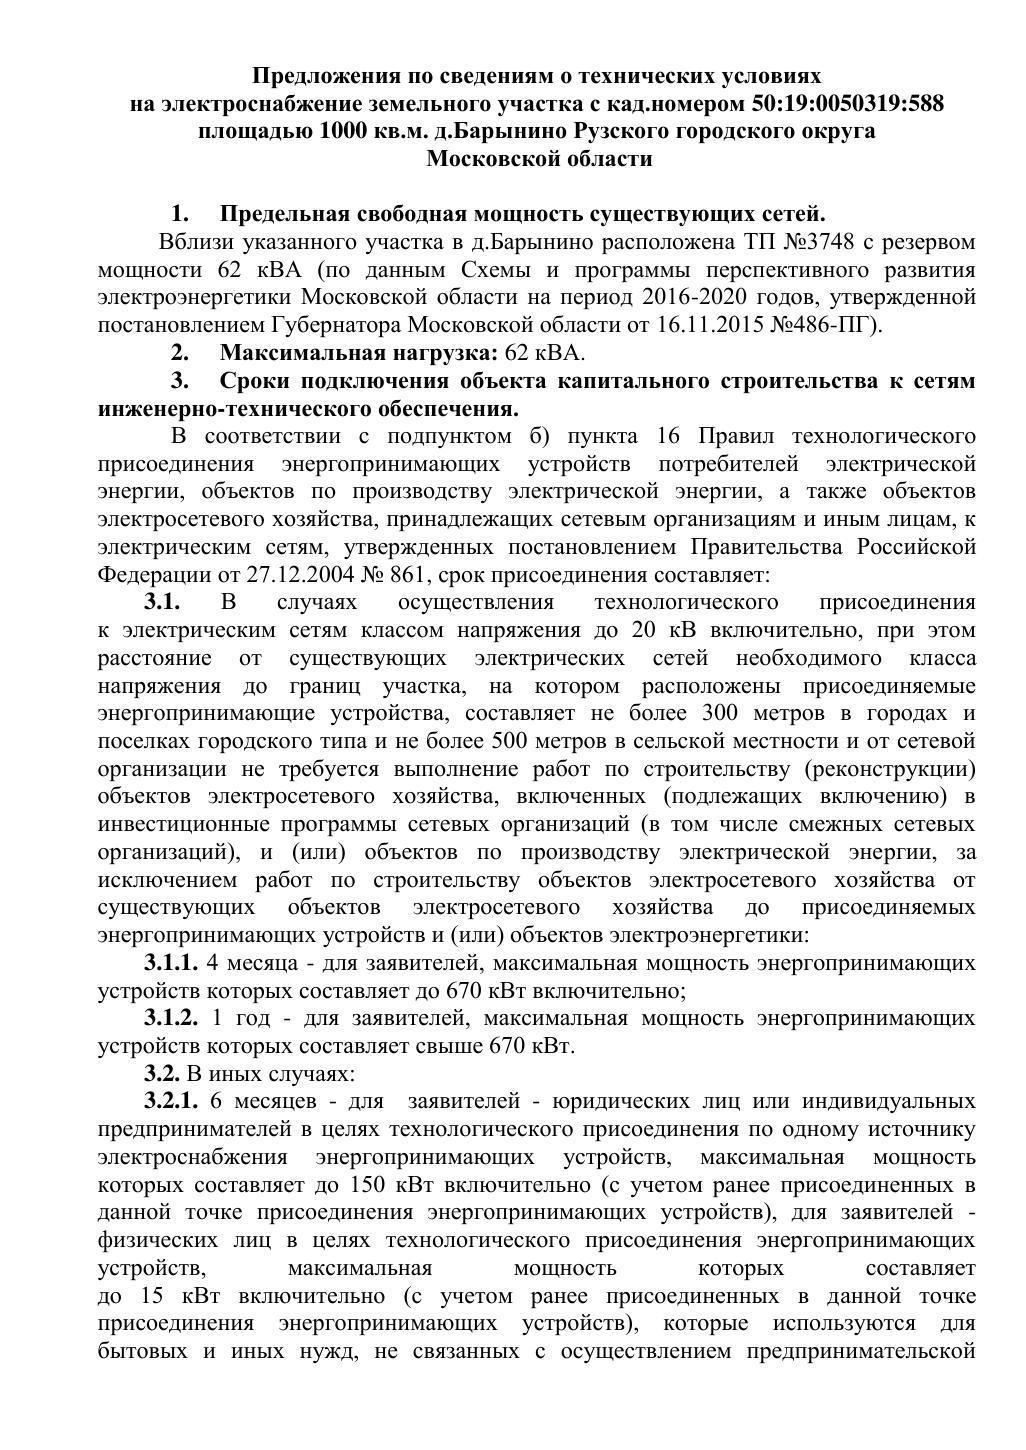 Предложения по сведениям о технических условиях
на электроснабжение земельного участка с кад.номером 50:19:0050319:588
площадью 1000 кв.м. д.Барынино Рузского городского округа
Московской области
1. Предельная свободная мощность существующих сетей.
Вблизи указанного участка в д.Барынино расположена ТП №3748 с резервом
мощности 62 кВА (по данным Схемы и программы перспективного развития
электроэнергетики Московской области на период 2016-2020 годов, утвержденной
постановлением Губернатора Московской области от 16.11.2015 №486-ПГ).
2. Максимальная нагрузка: 62 кВА.
3. Сроки подключения объекта капитального строительства к сетям
инженерно-технического обеспечения.
В соответствии с подпунктом б) пункта 16 Правил технологического
присоединения энергопринимающих устройств потребителей электрической
энергии, объектов по производству электрической энергии, а также объектов
электросетевого хозяйства, принадлежащих сетевым организациям и иным лицам, к
электрическим сетям, утвержденных постановлением Правительства Российской
Федерации от 27.12.2004 № 861, срок присоединения составляет:
3.1. В случаях осуществления технологического присоединения
к электрическим сетям классом напряжения до 20 кВ включительно, при этом
расстояние от существующих электрических сетей необходимого класса
напряжения до границ участка, на котором расположены присоединяемые
энергопринимающие устройства, составляет не более 300 метров в городах и
поселках городского типа и не более 500 метров в сельской местности и от сетевой
организации не требуется выполнение работ по строительству (реконструкции)
объектов электросетевого хозяйства, включенных (подлежащих включению) в
инвестиционные программы сетевых организаций (в том числе смежных сетевых
организаций), и (или) объектов по производству электрической энергии, за
исключением работ по строительству объектов электросетевого хозяйства от
существующих объектов электросетевого хозяйства до присоединяемых
энергопринимающих устройств и (или) объектов электроэнергетики:
3.1.1. 4 месяца - для заявителей, максимальная мощность энергопринимающих
устройств которых составляет до 670 кВт включительно;
3.1.2. 1 год - для заявителей, максимальная мощность энергопринимающих
устройств которых составляет свыше 670 кВт.
3.2. В иных случаях:
3.2.1. 6 месяцев - для заявителей - юридических лиц или индивидуальных
предпринимателей в целях технологического присоединения по одному источнику
электроснабжения энергопринимающих устройств, максимальная мощность
которых составляет до 150 кВт включительно (с учетом ранее присоединенных в
данной точке присоединения энергопринимающих устройств), для заявителей -
физических лиц в целях технологического присоединения энергопринимающих
устройств, максимальная мощность которых составляет
до 15 кВт включительно (с учетом ранее присоединенных в данной точке
присоединения энергопринимающих устройств), которые используются для
бытовых и иных нужд, не связанных с осуществлением предпринимательской